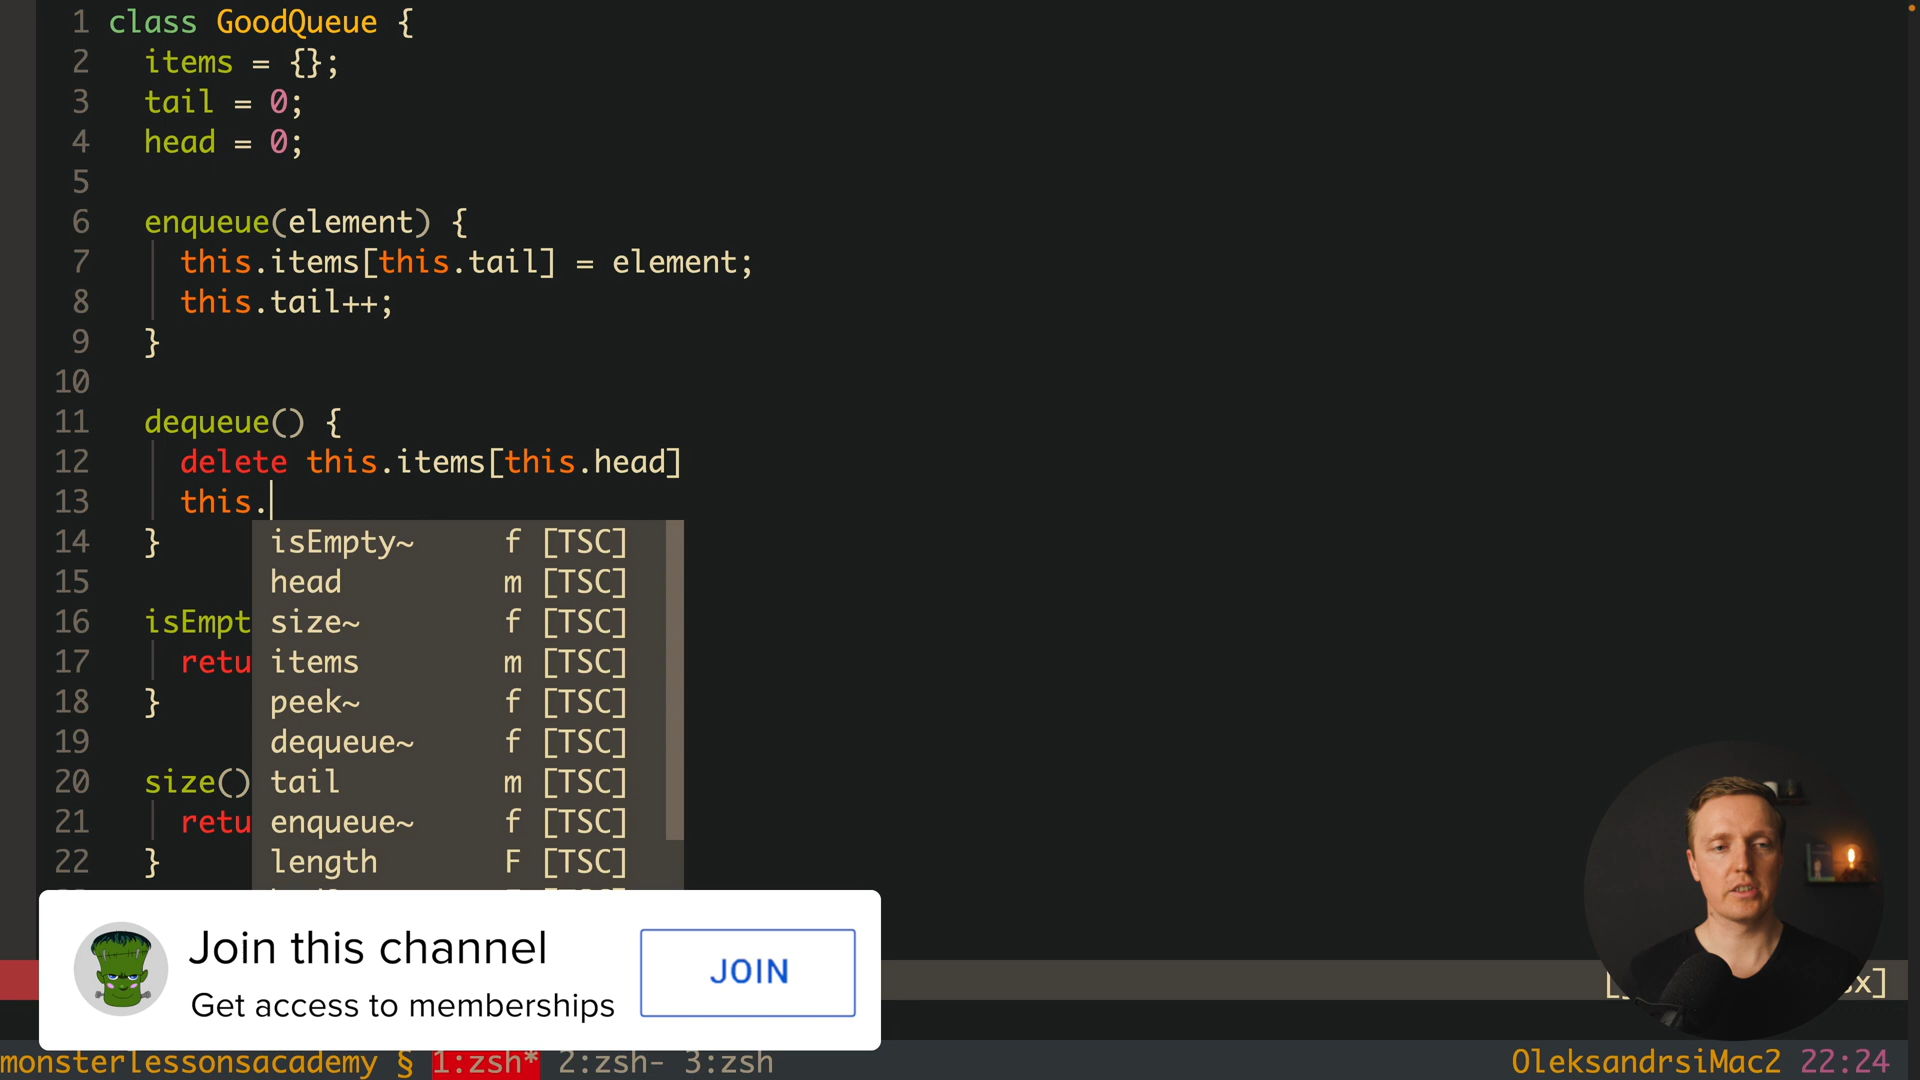 1 class GoodQueue {
2 items = {};
3 tail = 0;
4 head = 0;
5
6 enqueue(element) {
7 this.items[this.tail] = element;
8 this.tail++;
9 }
10
11 dequeue() {
12 delete this.items[this.head]
13 this.
14 }
isEmpty~ f [TSC]
15
head m [TSC]
16 isEmpt
size~ f [TSC]
17 retu
items m [TSC]
18 }
peek~ f [TSC]
19
dequeue~ f [TSC]
20 size()
tail m [TSC]
21 retu
enqueue~ f [TSC]
22 }
length F [TSC]
Join this channel
Get access to memberships
JOIN
monsterlessonsacademy § 1:zsh* 2:zsh- 3:zsh
OleksandrsiMac2 22:24